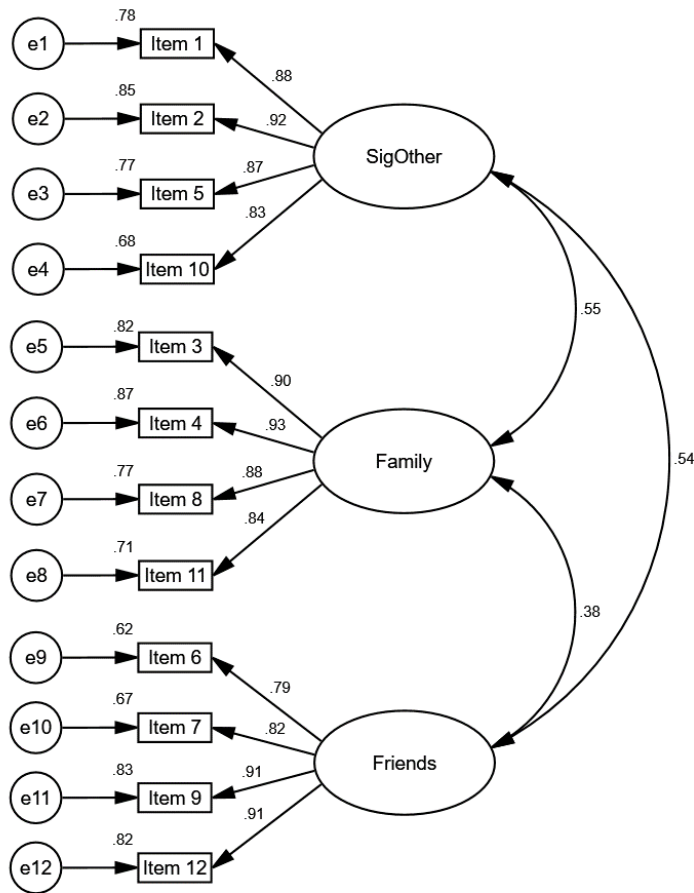 .78
e1
Item 1
.88
.85
e2
Item 2
.92
SigOther
.77
e3
Item 5
.87
.83
.68
e4
Item 10
.55
.82
e5
Item 3
.90
.87
e6
Item 4
.93
Family
.54
.77
e7
Item 8
.88
.84
.71
e8
Item 11
.38
.62
e9
Item 6
.79
.67
e10
Item 7
.82
Friends
.83
e11
Item 9
.91
.91
.82
e12
Item 12